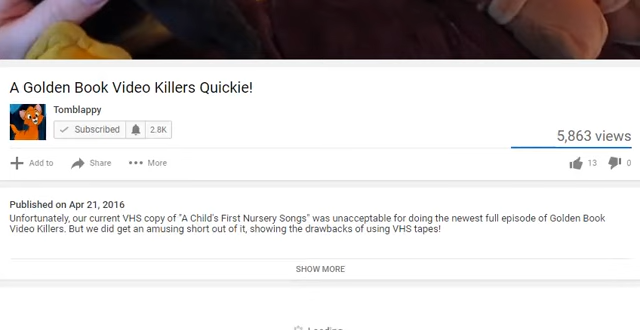 A Golden Book Video Killers Quickie!
Tomblappy
Subscribed 2.8K
5,863 views
Add to Share More 13 0
Published on Apr 21, 2016
Unfortunately, our current VHS copy of "A Child's First Nursery Songs" was unacceptable for doing the newest full episode of Golden Book
Video Killers. But we did get an amusing short out of it, showing the drawbacks of using VHS tapes!
SHOW MORE